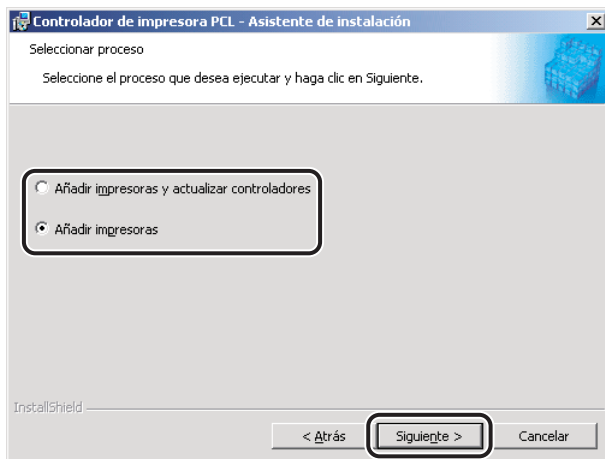 Controlador de impresora PCL - Asistente de instalación
Seleccionar proceso
Seleccione el proceso que desea ejecutar y haga clic en Siguiente.
Añadir impresoras y actualizar controladores
Añadir impresoras
InstallShield
< Atrás Siguiente > Cancelar